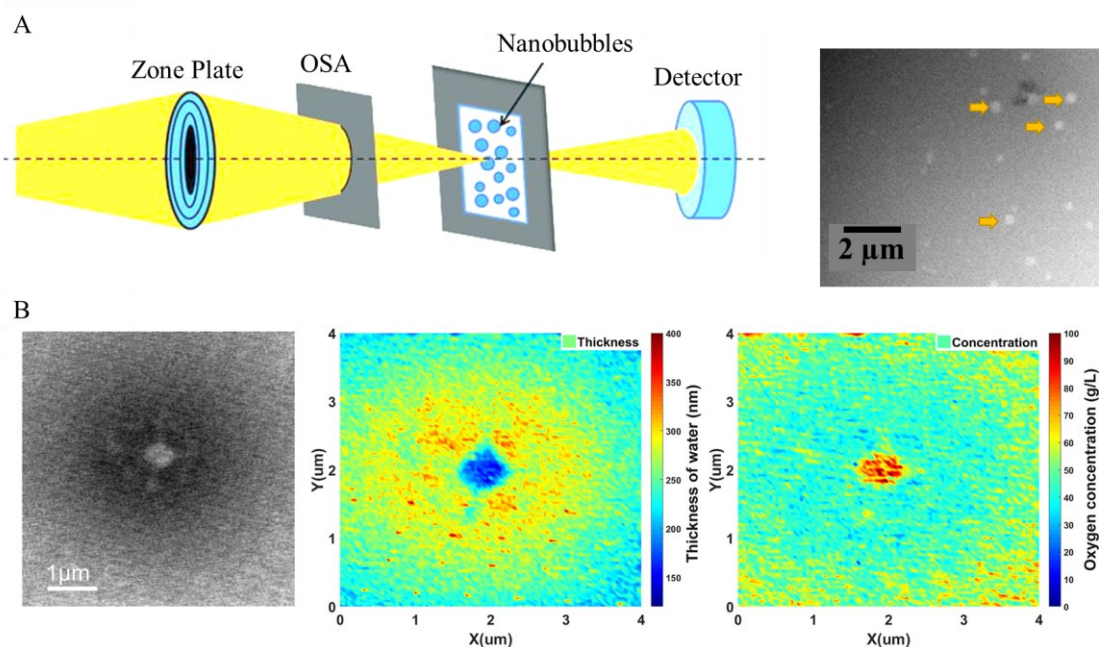 A
Zone Plate
OSA
Nanobubbles
Detector
2 µm
B
1µm
Thickness
4
3
2
1
0
Y(um)
0
1
2
3
4
X(um)
400
350
300
250
200
150
Thickness of water (nm)
Concentration
4
3
2
1
0
Y(um)
0
1
2
3
4
X(um)
100
90
80
70
60
50
40
30
20
10
0
Oxygen concentration (g/L)